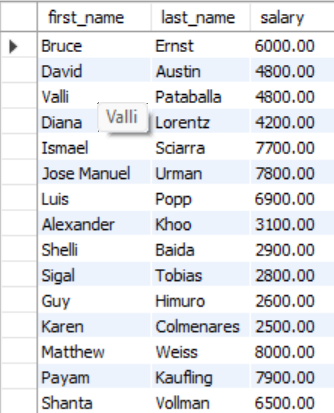 first_name last_name salary
Bruce Ernst 6000.00
David Austin 4800.00
Valli Pataballa 4800.00
Diana Valli Lorentz 4200.00
Ismael Sciarra 7700.00
Jose Manuel Urman 7800.00
Luis Popp 6900.00
Alexander Khoo 3100.00
Shelli Baida 2900.00
Sigal Tobias 2800.00
Guy Himuro 2600.00
Karen Colmenares 2500.00
Matthew Weiss 8000.00
Payam Kaufling 7900.00
Shanta Vollman 6500.00